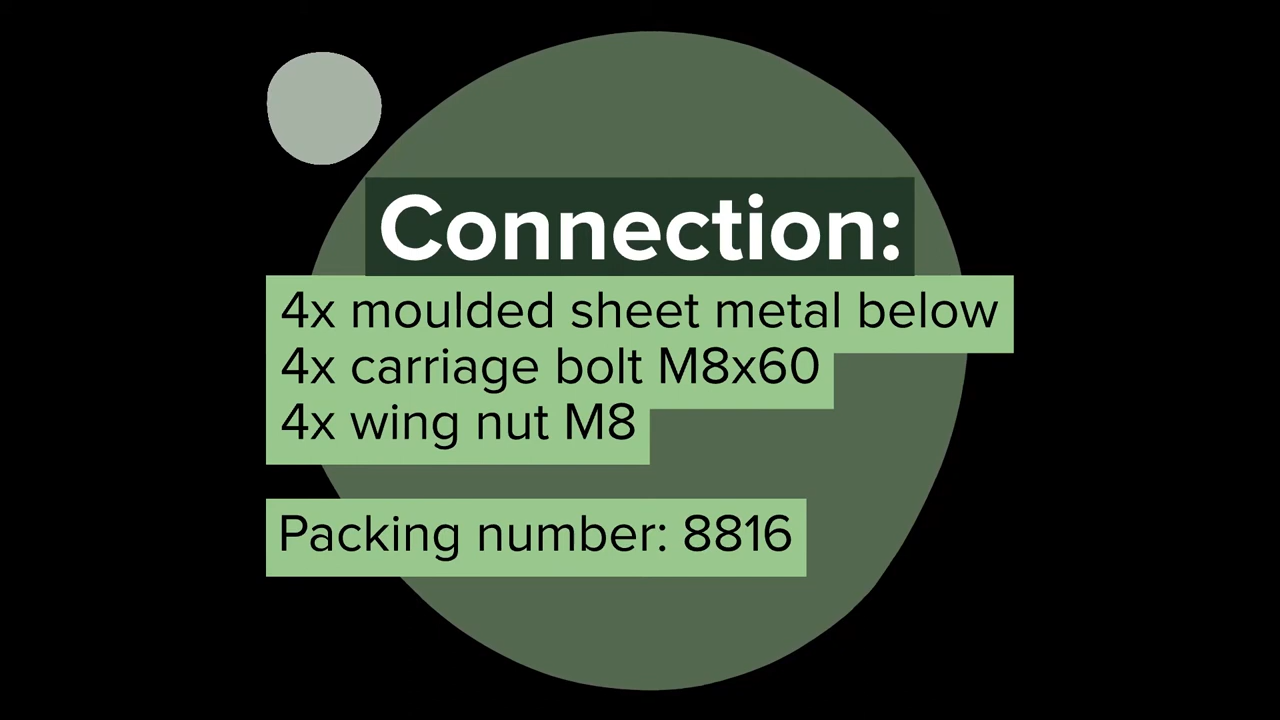 Connection:
4x moulded sheet metal below
4x carriage bolt M8x60
4x wing nut M8
Packing number: 8816